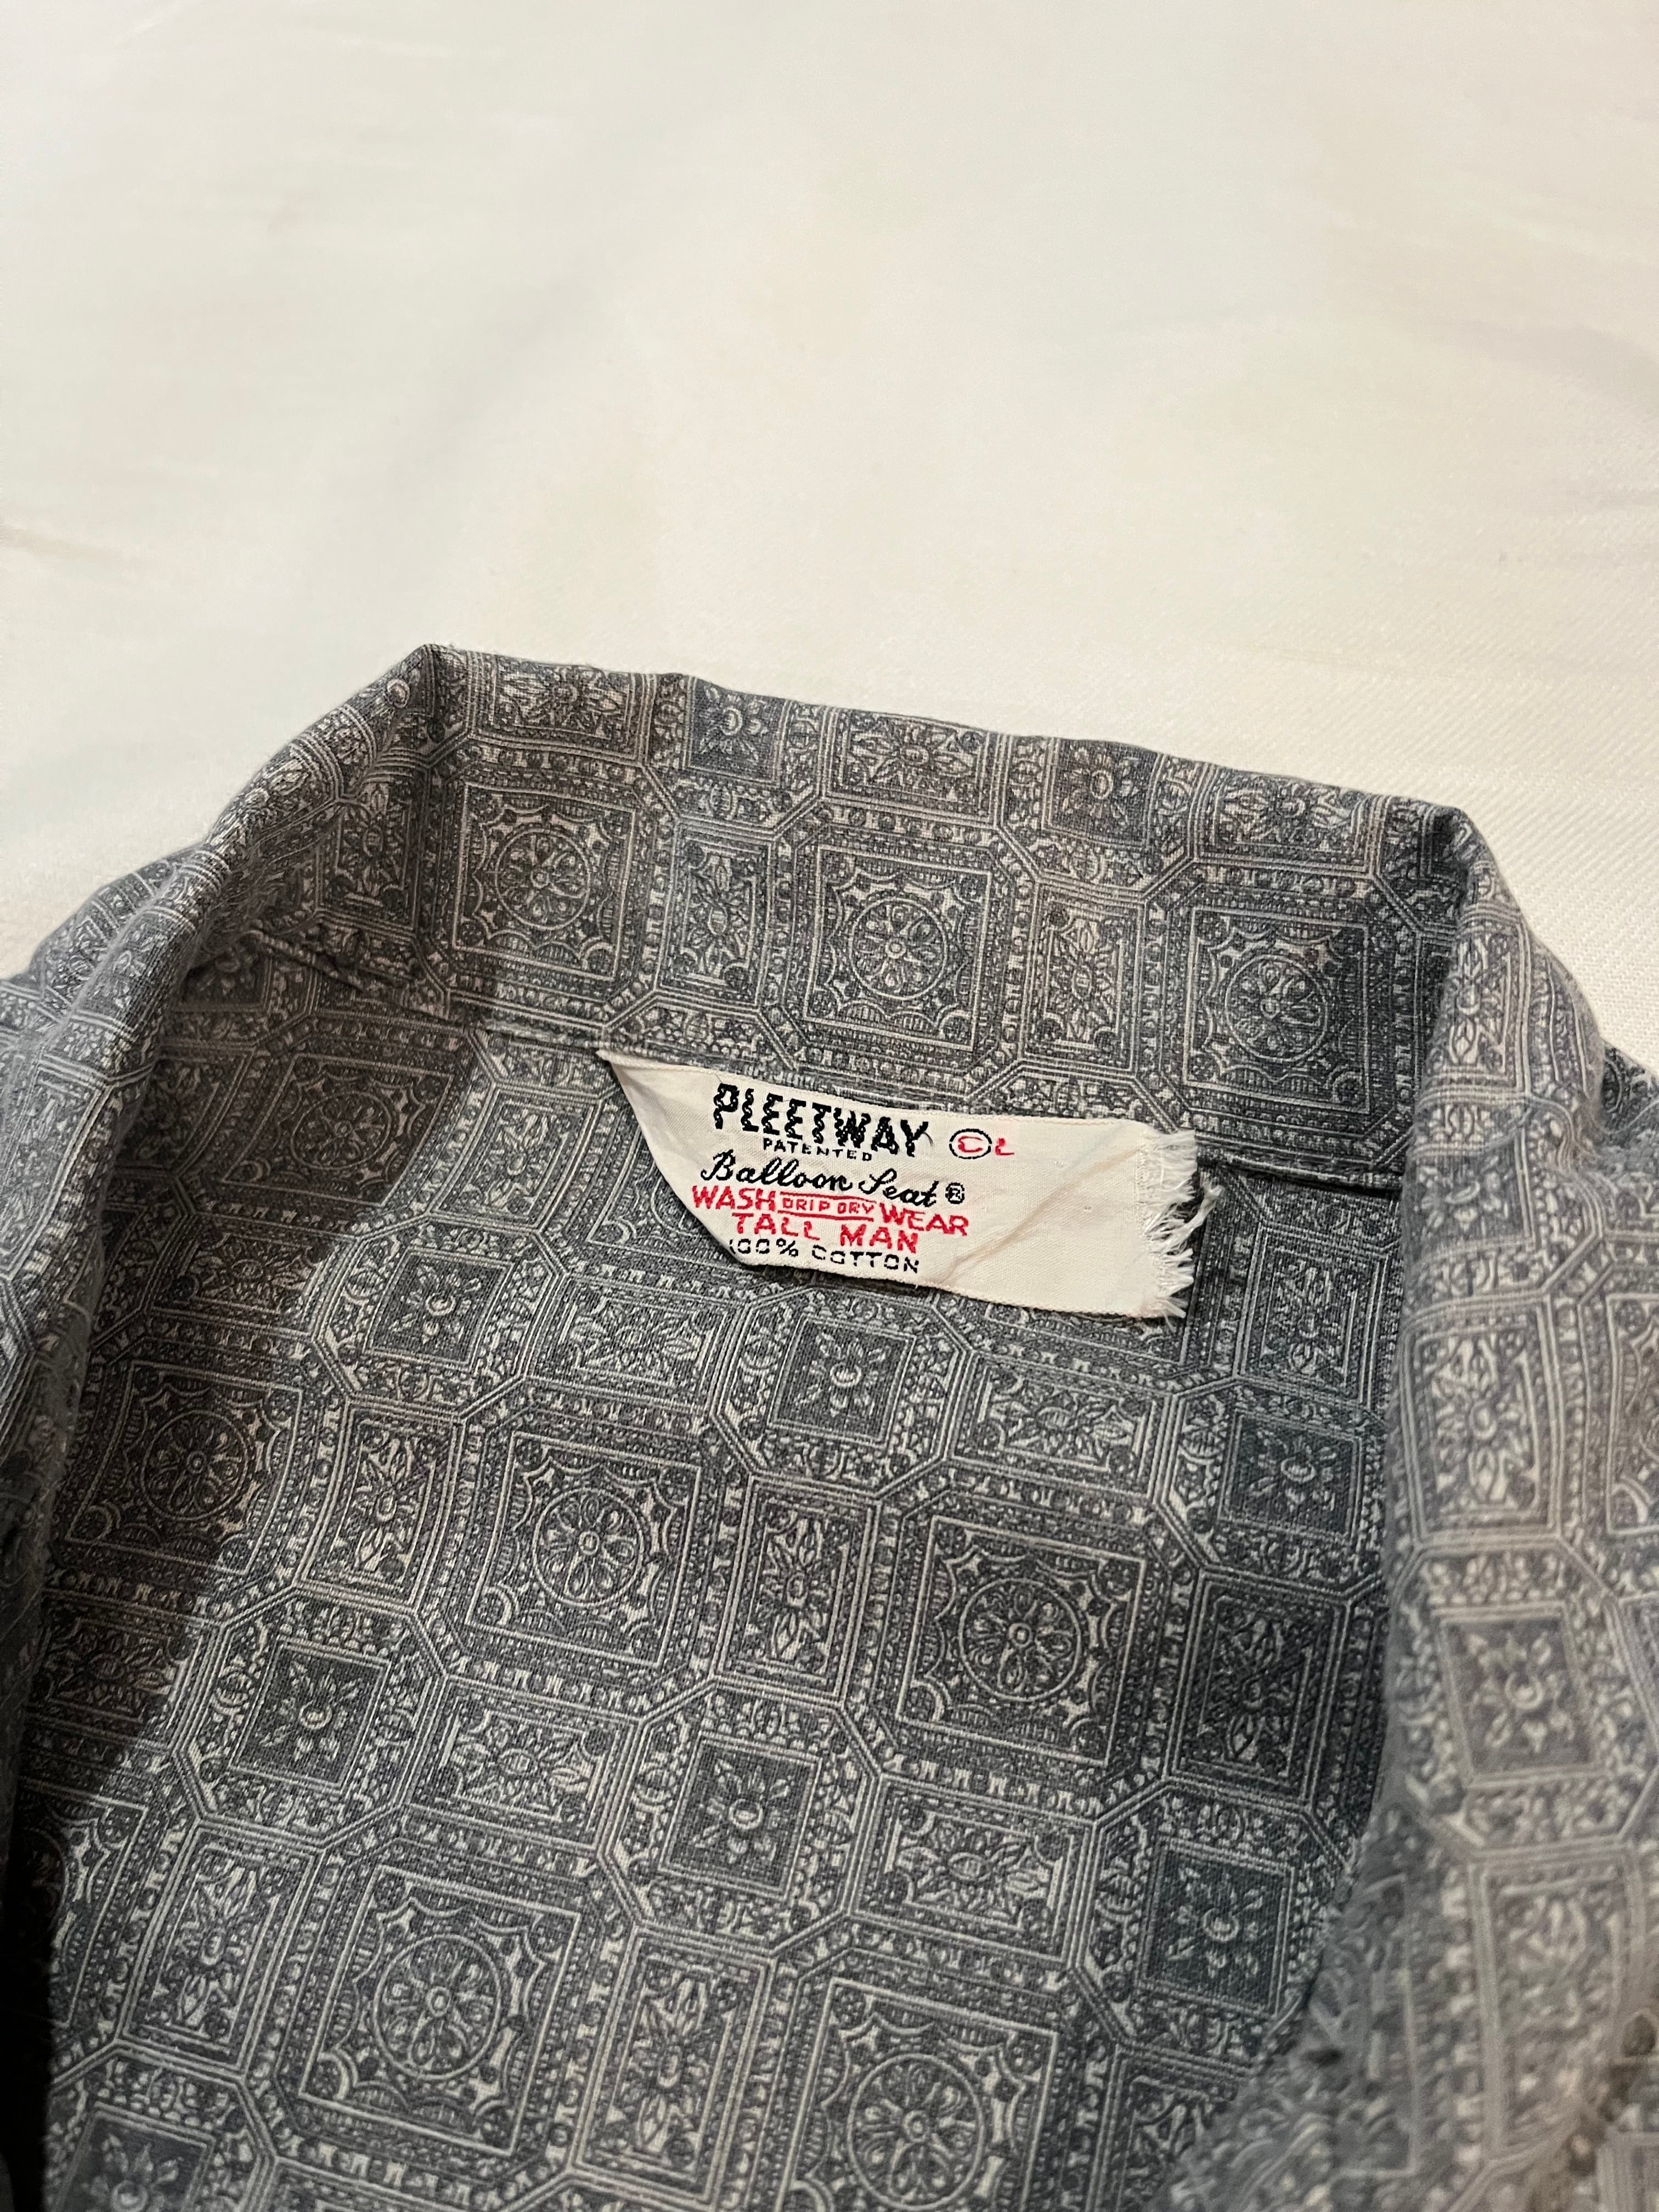 PLEETWAY © L
PATENTED
Balloon Seat®
WASH DRIP DRY WEAR
TALL MAN
100% COTTON